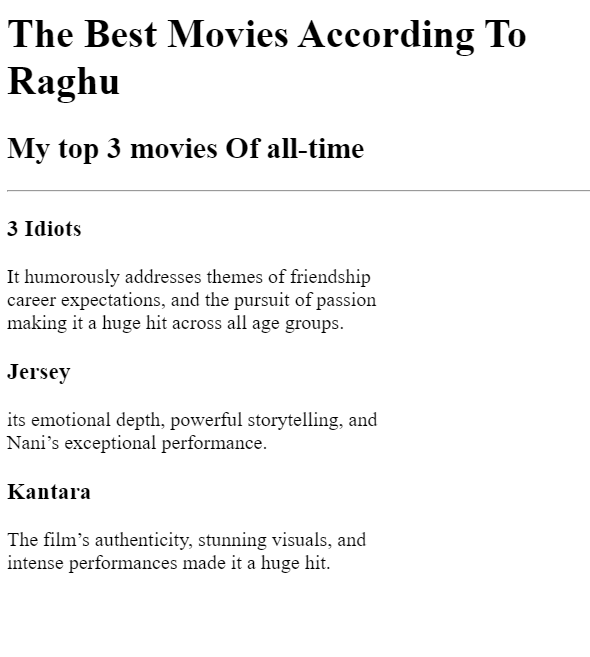 The Best Movies According To
Raghu
My top 3 movies Of all-time
3 Idiots
It humorously addresses themes of friendship
career expectations, and the pursuit of passion
making it a huge hit across all age groups.
Jersey
its emotional depth, powerful storytelling, and
Nani’s exceptional performance.
Kantara
The film’s authenticity, stunning visuals, and
intense performances made it a huge hit.